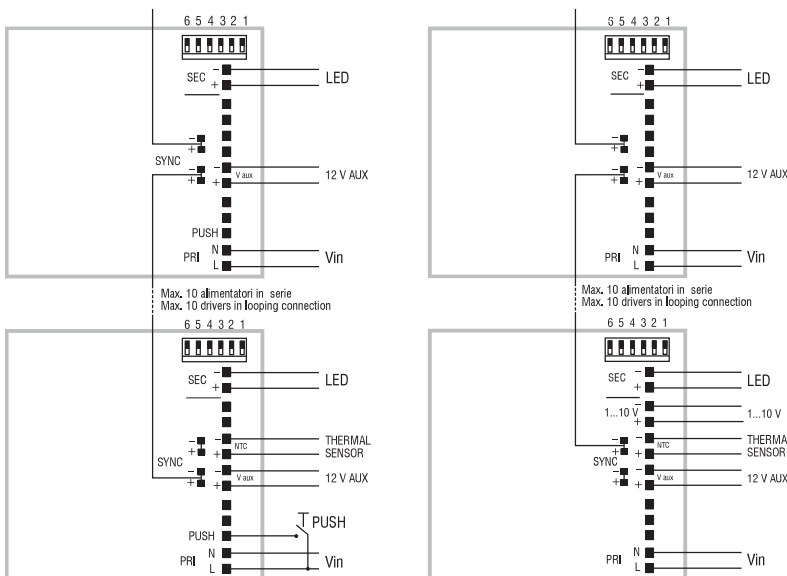 6 5 4 3 2 1
SEC - +
LED
SYNC - + - +
- + V aux
12 V AUX
PUSH
PRI N L
Vin
Max. 10 alimentatori in serie
Max. 10 drivers in looping connection
6 5 4 3 2 1
SEC - +
LED
- + NTC
THERMAL
SENSOR
SYNC - + - +
- + V aux
12 V AUX
PUSH
PUSH
PRI N L
Vin
6 5 4 3 2 1
SEC - +
LED
- + - +
- + V aux
12 V AUX
PRI N L
Vin
Max. 10 alimentatori in serie
Max. 10 drivers in looping connection
6 5 4 3 2 1
SEC - +
LED
1...10 V - +
1...10 V
- + NTC
THERMA
SENSOR
SYNC - + - +
- + V aux
12 V AUX
PRI N L
Vin